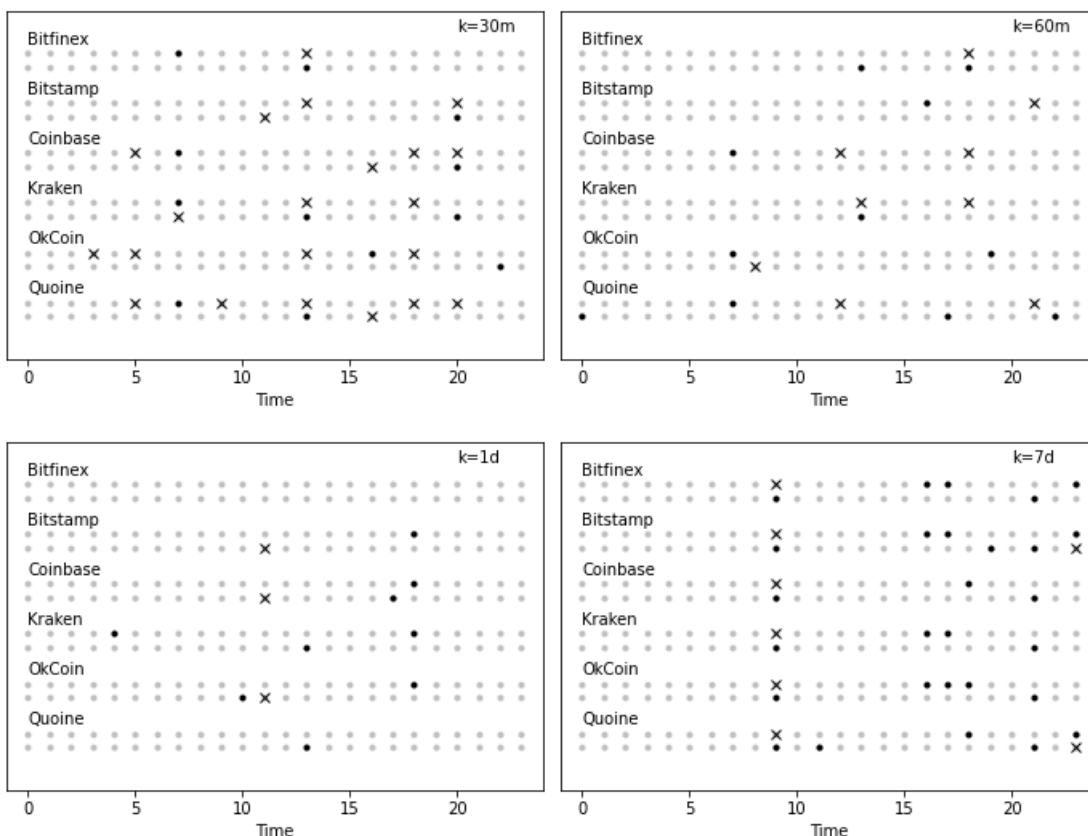 k=30m
Bitfinex
Bitstamp
Coinbase
Kraken
OkCoin
Quoine
0 5 10 15 20
Time
k=60m
Bitfinex
Bitstamp
Coinbase
Kraken
OkCoin
Quoine
0 5 10 15 20
Time
k=1d
Bitfinex
Bitstamp
Coinbase
Kraken
OkCoin
Quoine
0 5 10 15 20
Time
k=7d
Bitfinex
Bitstamp
Coinbase
Kraken
OkCoin
Quoine
0 5 10 15 20
Time